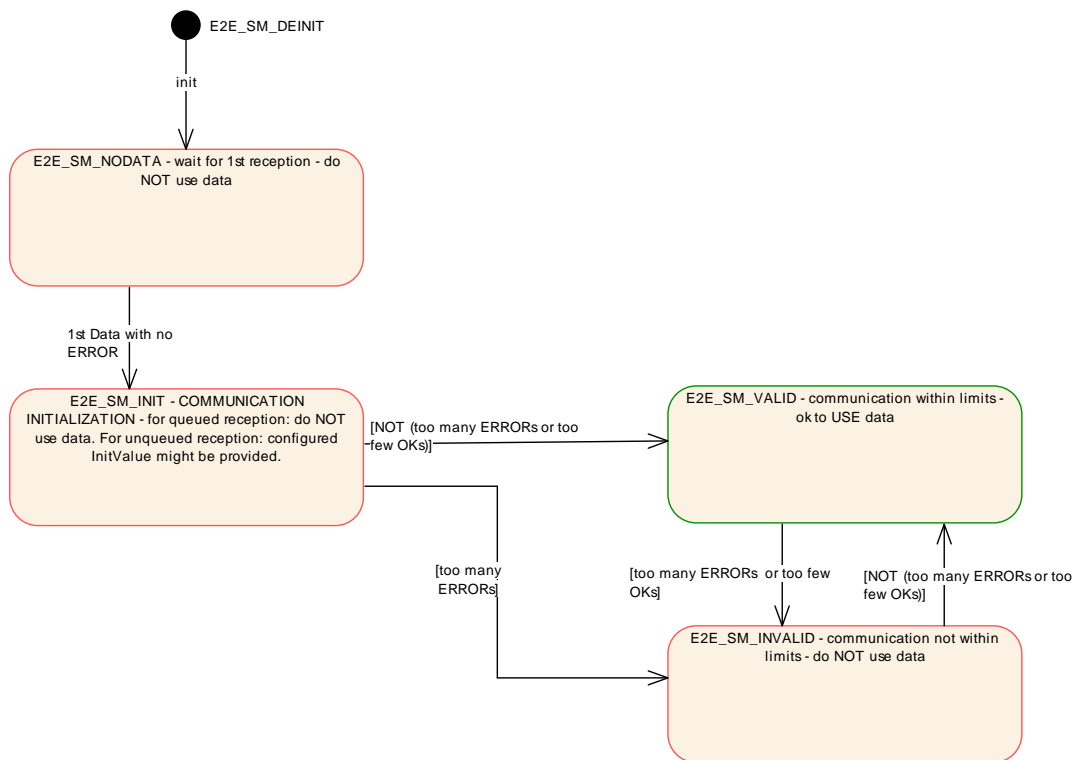 E2E_SM_DEINIT
init
E2E_SM_NODATA - wait for 1st reception - do
NOT use data
1st Data with no
ERROR
E2E_SM_INIT - COMMUNICATION
INITIALIZATION - for queued reception: do NOT
use data. For unqueued reception: configured
InitValue might be provided.
[NOT (too many ERRORs or too
few OKs)]
E2E_SM_VALID - communication within limits -
ok to USE data
[too many
ERRORs]
[too many ERRORs or too few
OKs]
[NOT (too many ERRORs or too
few OKs)]
E2E_SM_INVALID - communication not within
limits - do NOT use data